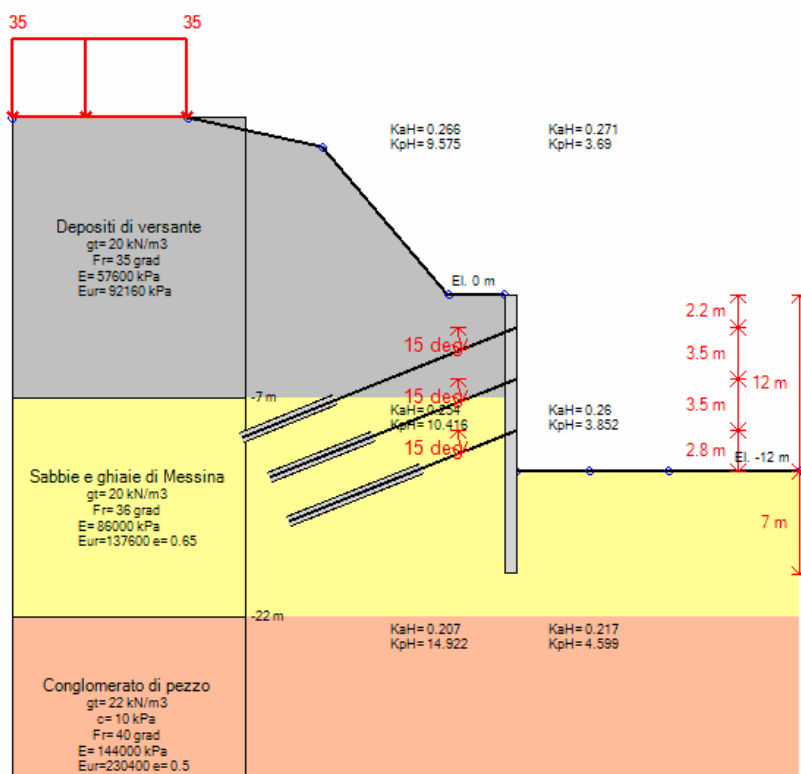 35
35
KaH= 0.266
KpH= 9.575
KaH= 0.271
KpH= 3.69
Depositi di versante
gt= 20 kN/m3
Fr= 35 grad
E= 57600 kPa
Eur= 92160 kPa
El. 0 m
2.2 m
15 deg
3.5 m
12 m
15 deg
-7 m
KaH= 0.254
KpH= 10.416
KaH= 0.26
KpH= 3.852
3.5 m
15 deg
2.8 m
El. -12 m
Sabbie e ghiaie di Messina
gt= 20 kN/m3
Fr= 36 grad
E= 86000 kPa
Eur=137600 e= 0.65
7 m
-22 m
KaH= 0.207
KpH= 14.922
KaH= 0.217
KpH= 4.599
Conglomerato di pezzo
gt= 22 kN/m3
c= 10 kPa
Fr= 40 grad
E= 144000 kPa
Eur=230400 e= 0.5